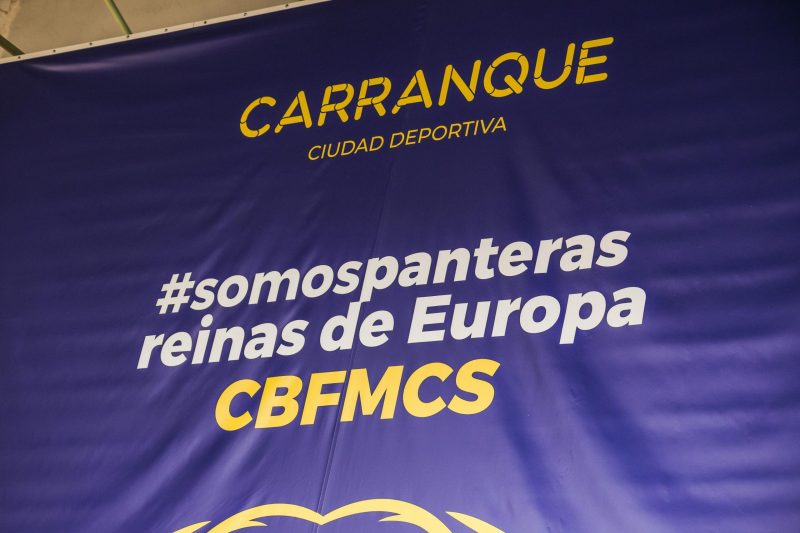 CARRANQUE
CIUDAD DEPORTIVA
#somospanteras
reinas de Europa
CBFMCS